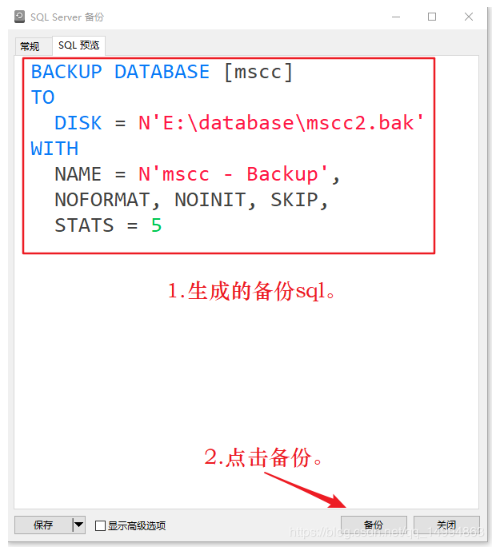 SQL Server 备份
常规 SQL 预览
BACKUP DATABASE [mscc]
TO
DISK = N'E:\database\mscc2.bak'
WITH
NAME = N'mscc - Backup',
NOFORMAT, NOINIT, SKIP,
STATS = 5
1.生成的备份sql。
2.点击备份。
保存 显示高级选项 备份 关闭